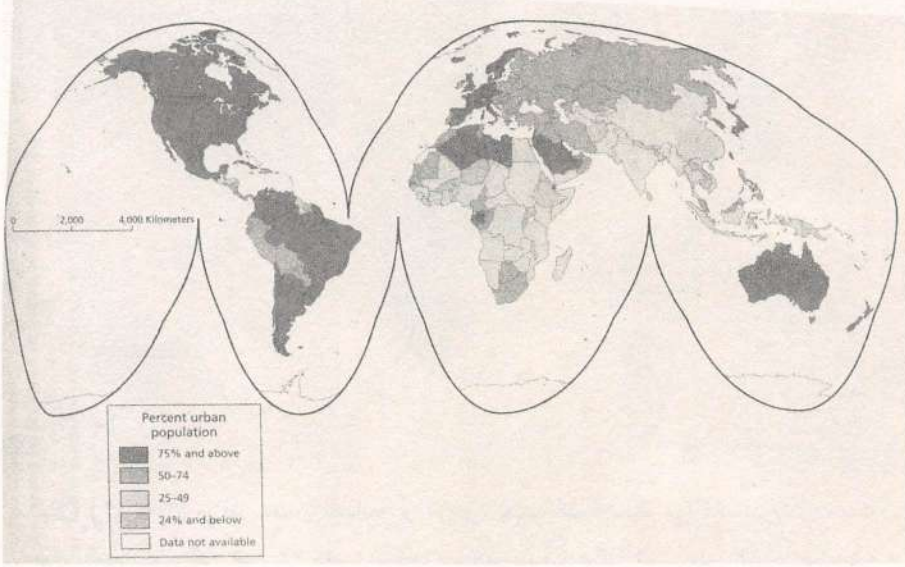 0 2,000 4,000 Kilometers
Percent urban
population
75% and above
50–74
25–49
24% and below
Data not available